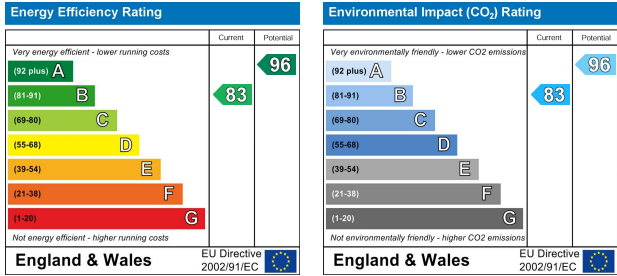 Energy Efficiency Rating
Current Potential
Very energy efficient - lower running costs
(92 plus) A
96
(81-91) B
83
(69-80) C
(55-68) D
(39-54) E
(21-38) F
(1-20) G
Not energy efficient - higher running costs
England & Wales
EU Directive
2002/91/EC
Environmental Impact (CO₂) Rating
Current Potential
Very environmentally friendly - lower CO2 emissions
(92 plus) A
96
(81-91) B
83
(69-80) C
(55-68) D
(39-54) E
(21-38) F
(1-20) G
Not environmentally friendly - higher CO2 emissions
England & Wales
EU Directive
2002/91/EC